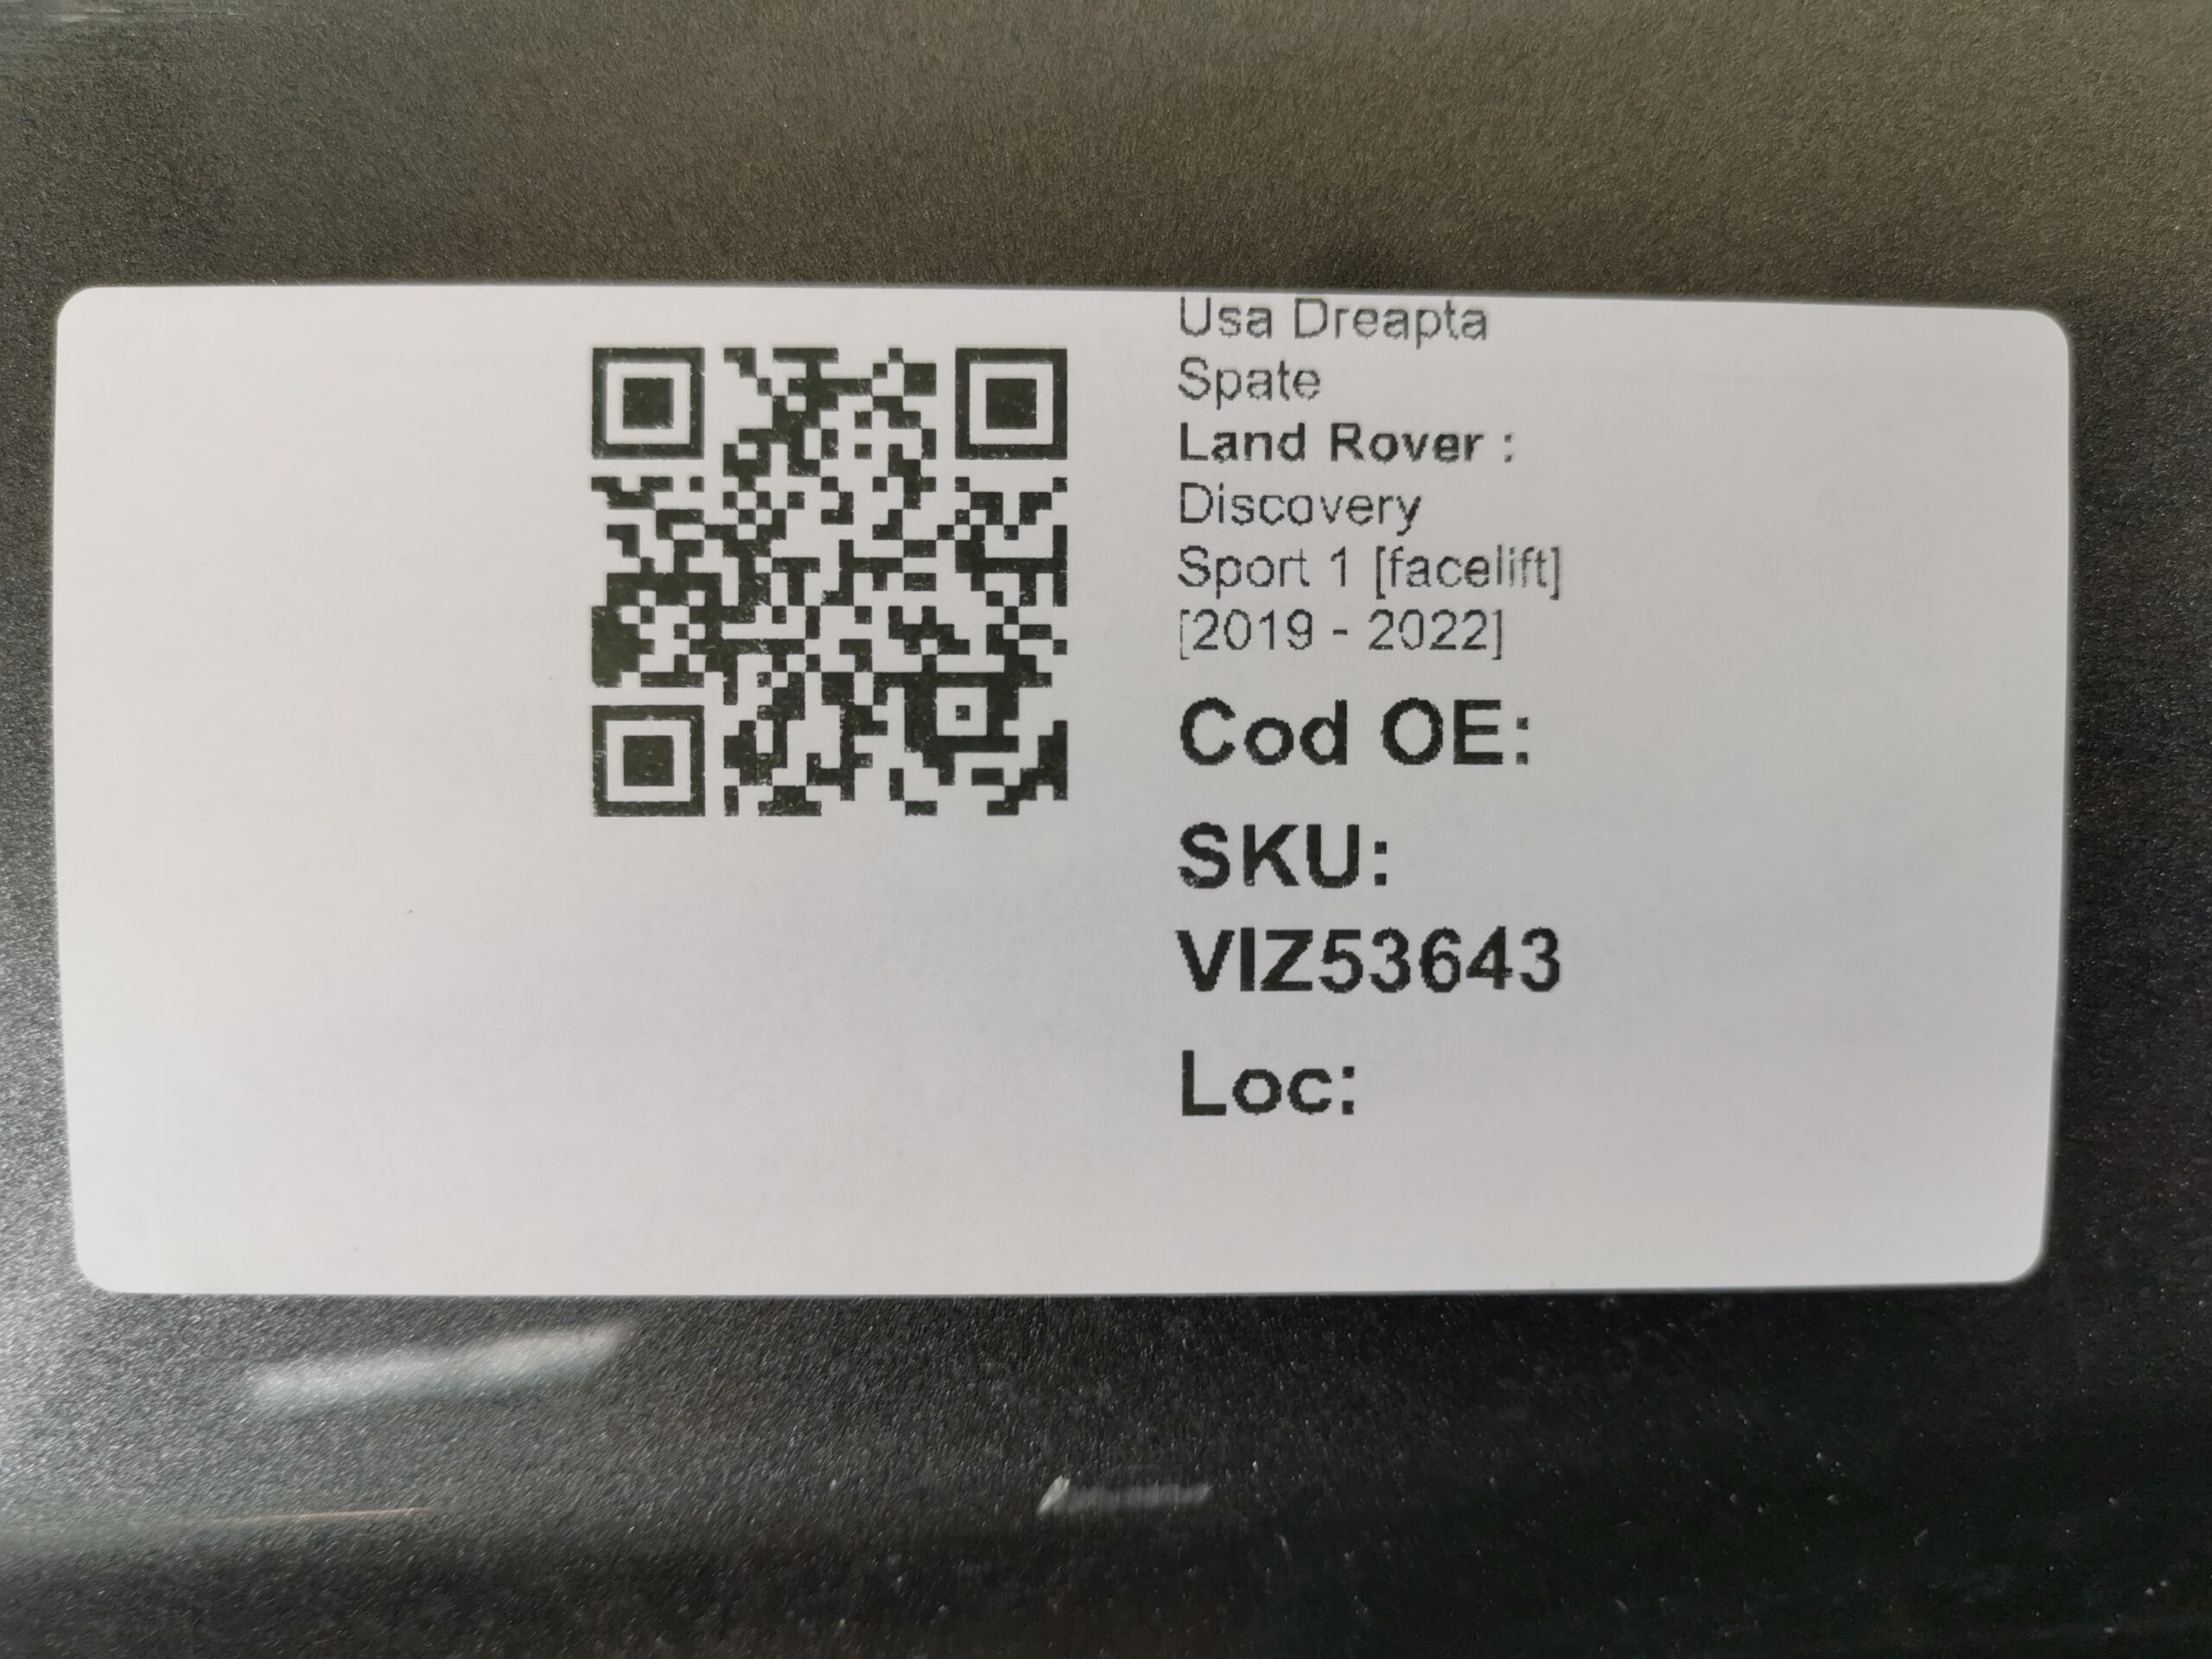 Usa Dreapta
Spate
Land Rover :
Discovery
Sport 1 [facelift]
[2019 - 2022]
Cod OE:
SKU:
VIZ53643
Loc: